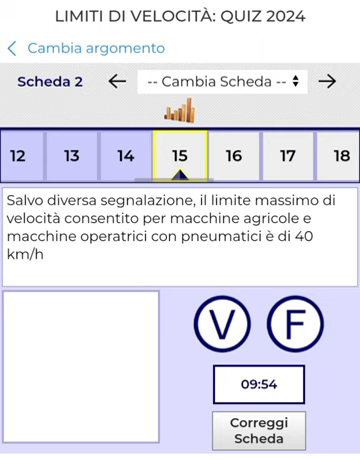 LIMITI DI VELOCITÀ: QUIZ 2024
Cambia argomento
Scheda 2
-- Cambia Scheda --
12 13 14 15 16 17 18
Salvo diversa segnalazione, il limite massimo di
velocità consentito per macchine agricole e
macchine operatrici con pneumatici è di 40
km/h
V F
09:54
Correggi
Scheda